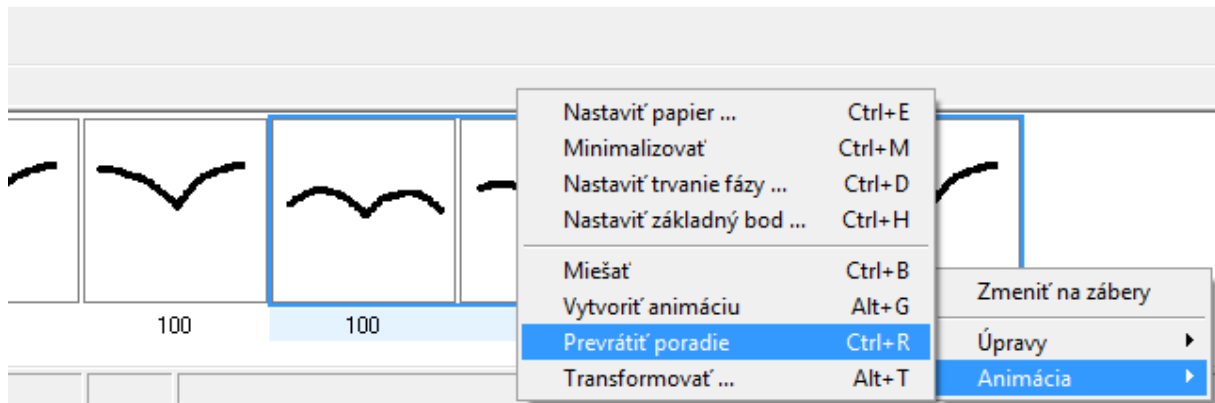 Nastaviť papier ... Ctrl+E
Minimalizovať Ctrl+M
Nastaviť trvanie fázy ... Ctrl+D
Nastaviť základný bod ... Ctrl+H
Miešať Ctrl+B
Vytvoriť animáciu Alt+G
Prevrátiť poradie Ctrl+R
Transformovať ... Alt+T
Zmeniť na zábery
Úpravy
Animácia
100 100